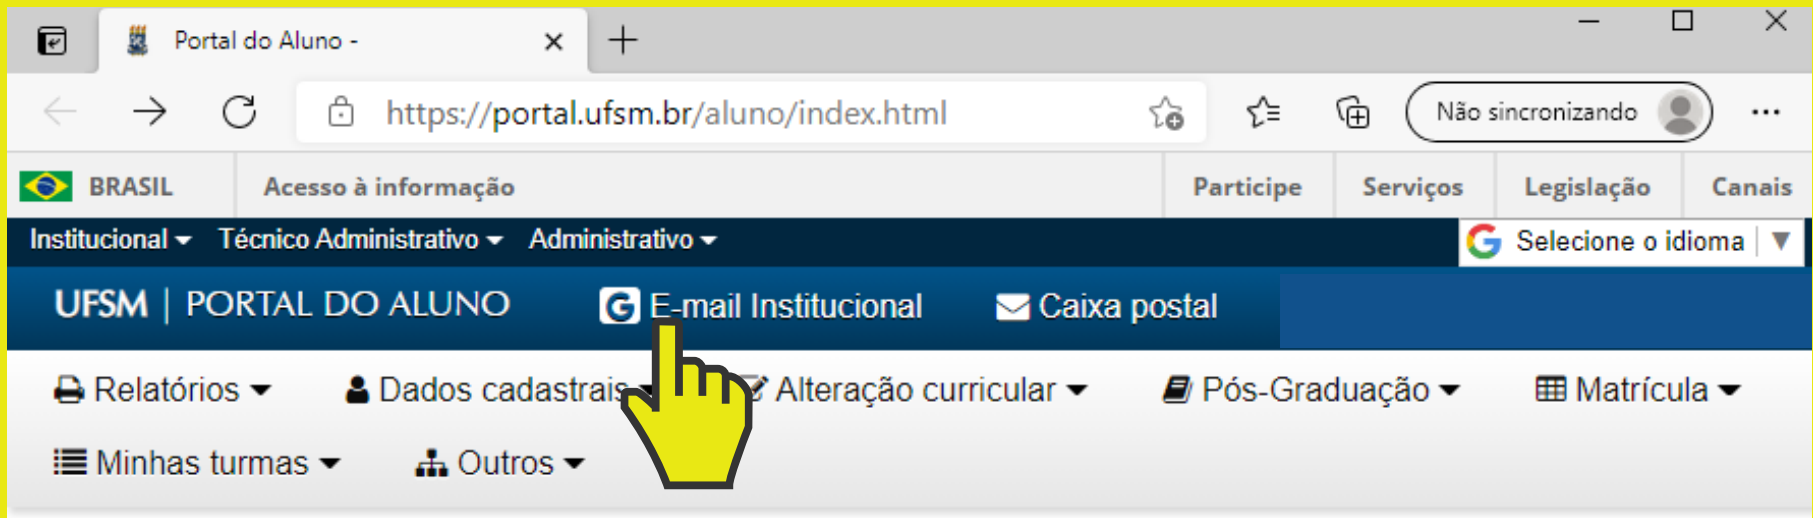 Portal do Aluno -
https://portal.ufsm.br/aluno/index.html
Não sincronizando
BRASIL Acesso à informação Participe Serviços Legislação Canais
Institucional Técnico Administrativo Administrativo G Selecione o idioma
UFSM | PORTAL DO ALUNO G E-mail Institucional Caixa postal
Relatórios Dados cadastrais Alteração curricular Pós-Graduação Matrícula
Minhas turmas Outros